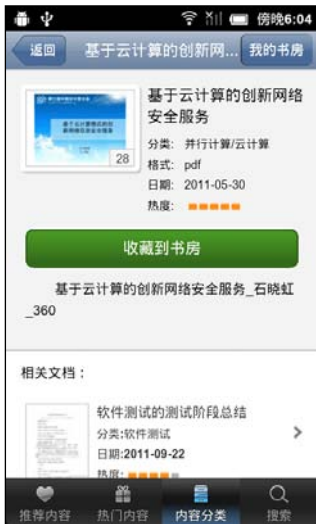 傍晚6:04
返回
基于云计算的创新网...
我的书房
基于云计算的创新网络
安全服务
28
分类: 并行计算/云计算
格式: pdf
日期: 2011-05-30
热度:
收藏到书房
基于云计算的创新网络安全服务_石晓虹
_360
相关文档：
软件测试的测试阶段总结
分类:软件测试
日期:2011-09-22
热度:
推荐内容
热门内容
内容分类
搜索